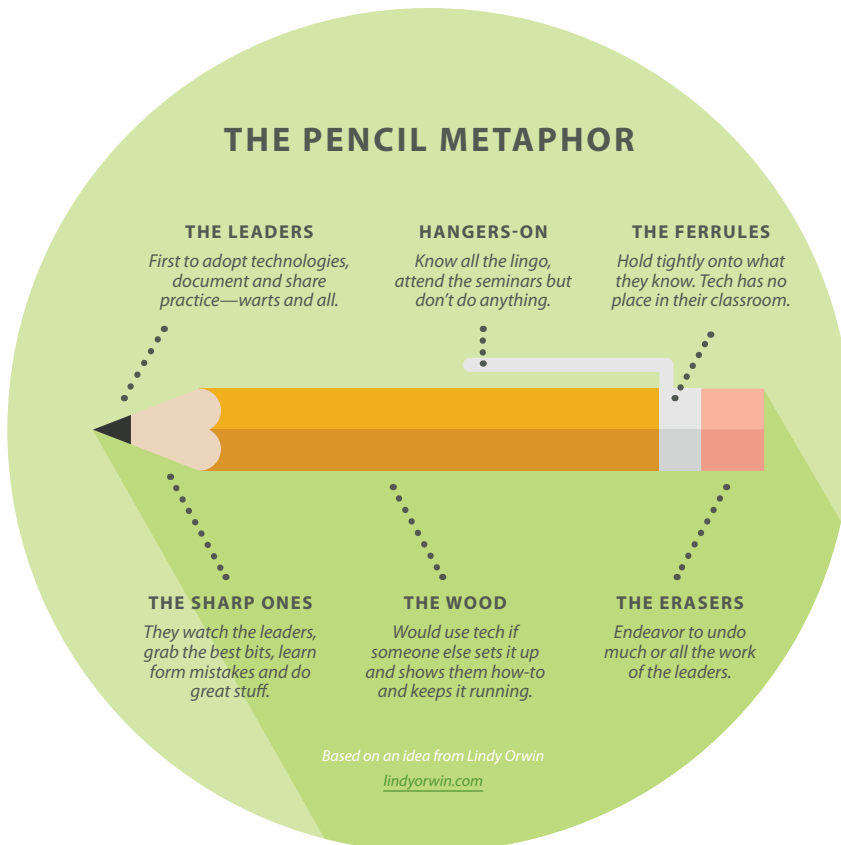 THE PENCIL METAPHOR
THE LEADERS
First to adopt technologies,
document and share
practice—warts and all.
HANGERS-ON
Know all the lingo,
attend the seminars but
don't do anything.
THE FERRULES
Hold tightly onto what
they know. Tech has no
place in their classroom.
THE SHARP ONES
They watch the leaders,
grab the best bits, learn
form mistakes and do
great stuff.
THE WOOD
Would use tech if
someone else sets it up
and shows them how-to
and keeps it running.
THE ERASERS
Endeavor to undo
much or all the work
of the leaders.
Based on an idea from Lindy Orwin
lindyorwin.com